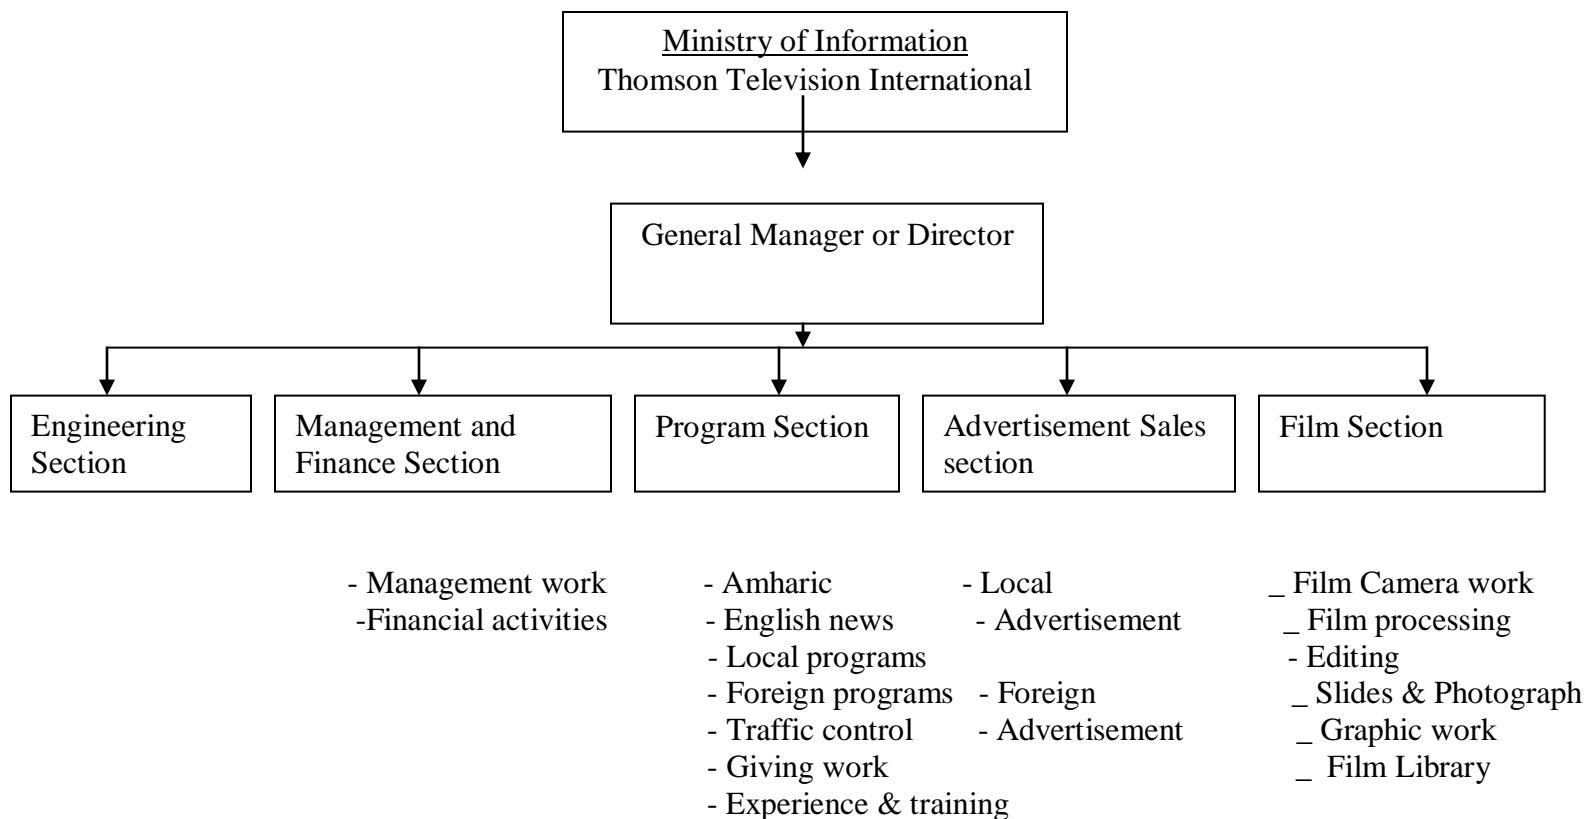 Ministry of Information
Thomson Television International
General Manager or Director
Engineering
Section
Management and
Finance Section
Program Section
Advertisement Sales
section
Film Section
- Management work
-Financial activities
- Amharic
- English news
- Local programs
- Foreign programs
- Traffic control
- Giving work
- Experience & training
- Local
- Advertisement
- Foreign
- Advertisement
_ Film Camera work
_ Film processing
- Editing
_ Slides & Photograph
_ Graphic work
_ Film Library